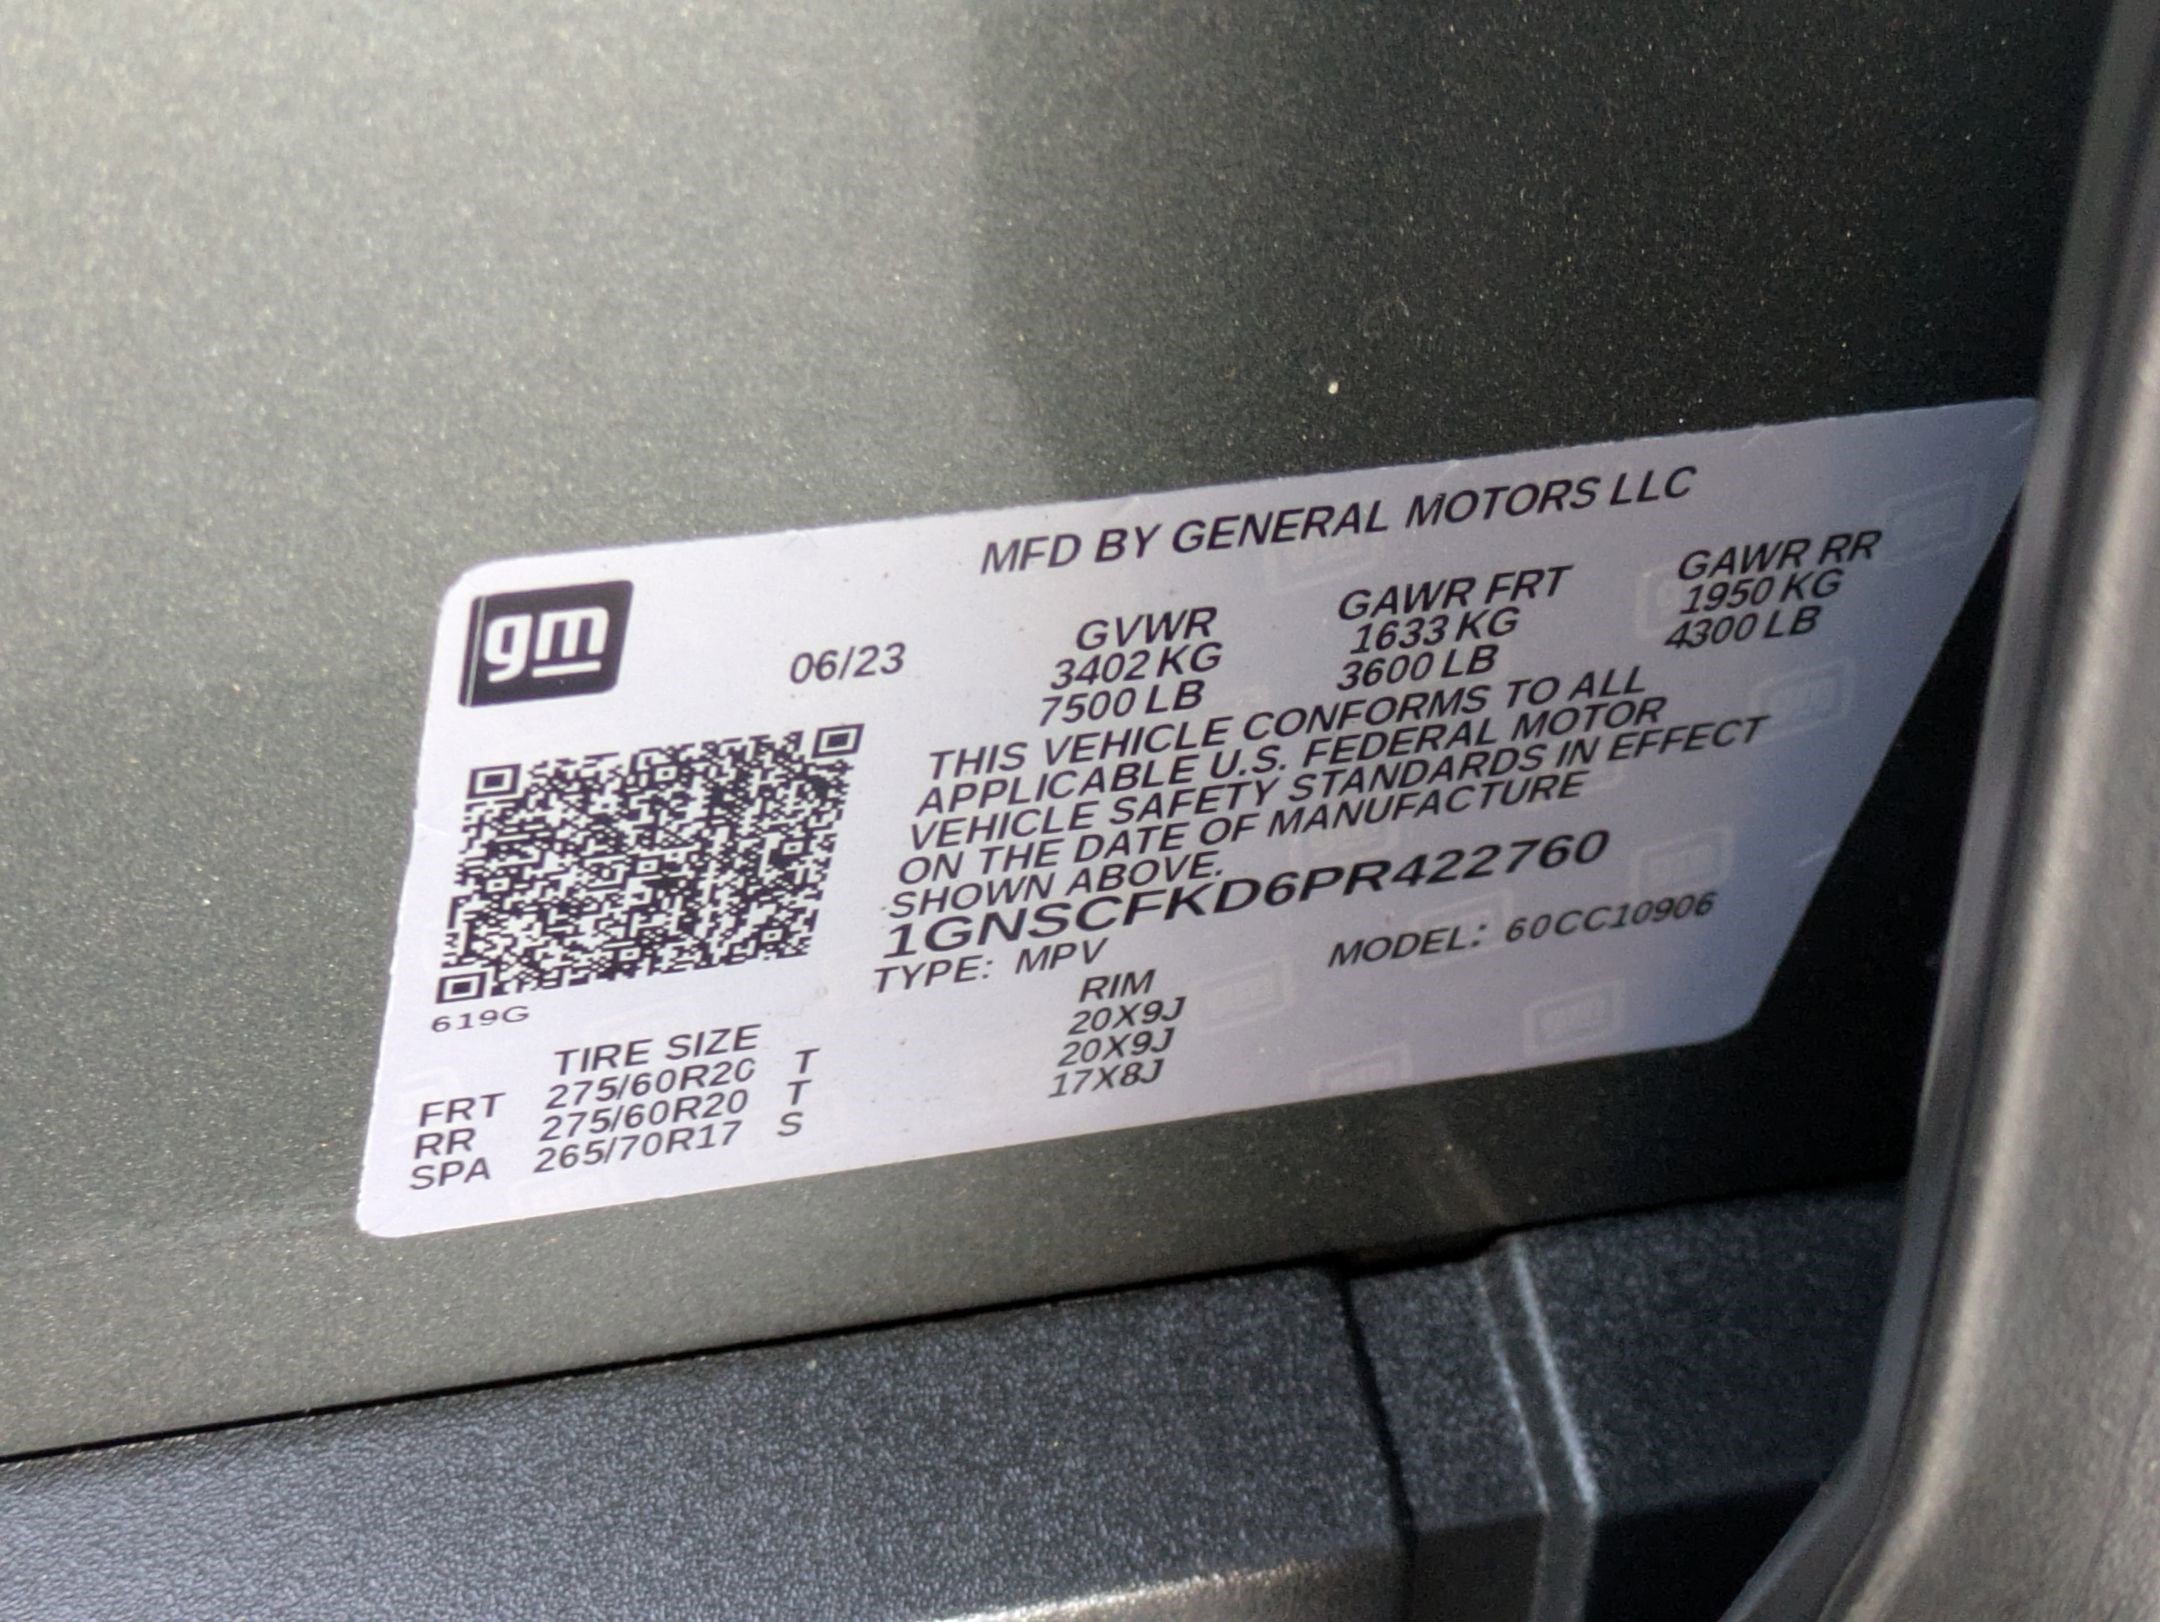 gm
MFD BY GENERAL MOTORS LLC
06/23 GVWR GAWR FRT GAWR RR
3402 KG 1633 KG 1950 KG
7500 LB 3600 LB 4300 LB
THIS VEHICLE CONFORMS TO ALL
APPLICABLE U.S. FEDERAL MOTOR
VEHICLE SAFETY STANDARDS IN EFFECT
ON THE DATE OF MANUFACTURE
SHOWN ABOVE.
1GNSCFKD6PR422760
TYPE: MPV MODEL: 60CC10906
619G
TIRE SIZE RIM
FRT 275/60R20 T 20X9J
RR 275/60R20 T 20X9J
SPA 265/70R17 S 17X8J